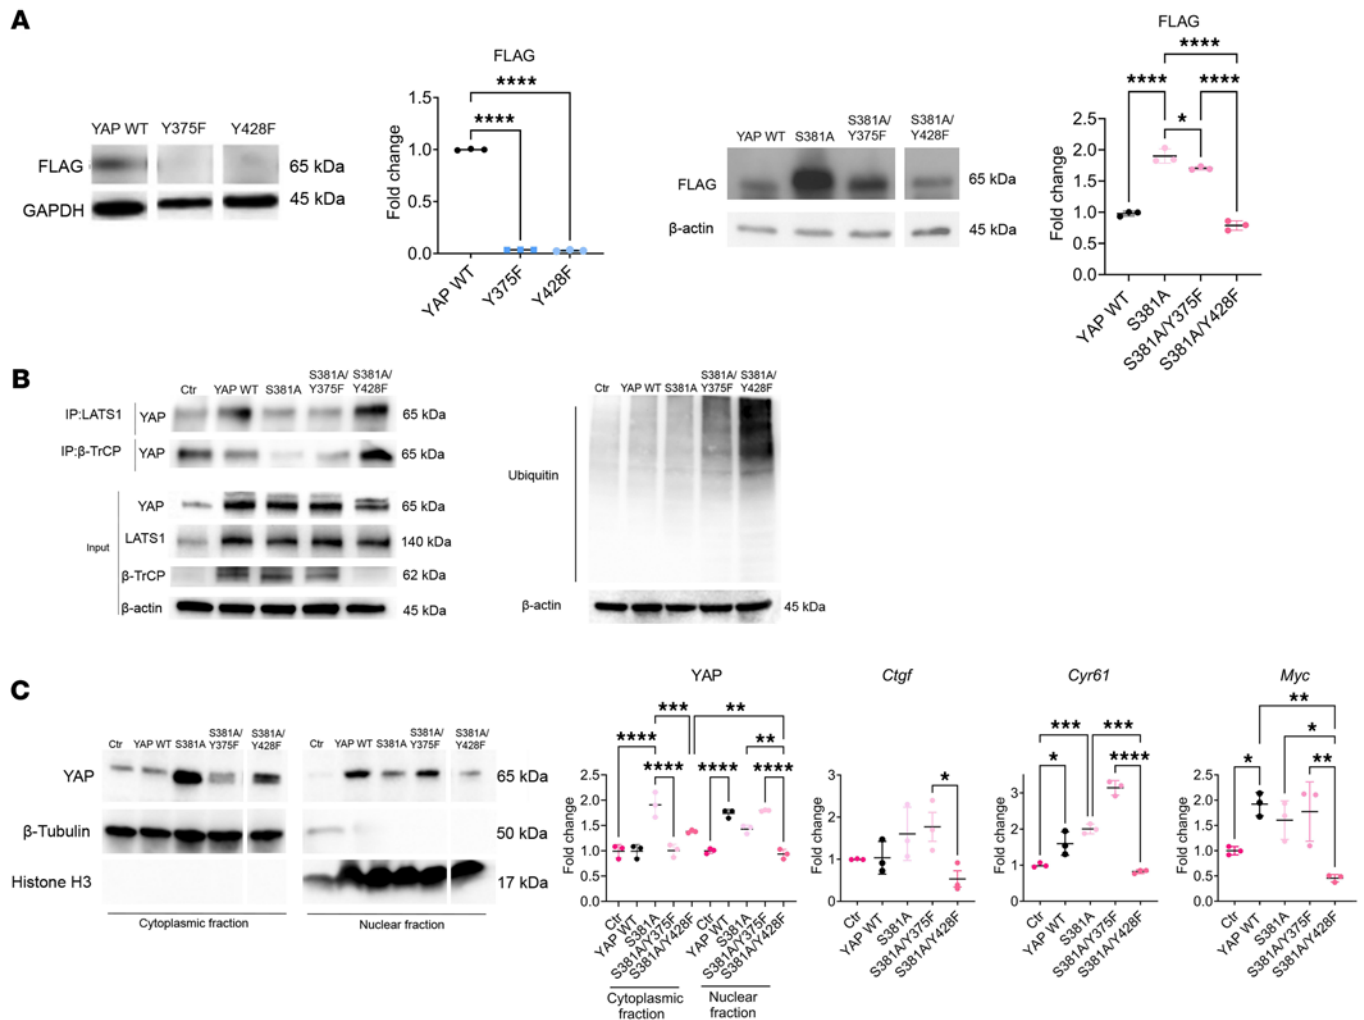 A
YAP WT Y375F Y428F
FLAG 65 kDa
GAPDH 45 kDa
FLAG
****
****
Fold change
1.5
1.0
0.5
0.0
YAP WT
Y375F
Y428F
YAP WT S381A S381A/Y375F S381A/Y428F
FLAG 65 kDa
β-actin 45 kDa
FLAG
****
**** ****
*
Fold change
2.5
2.0
1.5
1.0
0.5
0.0
YAP WT
S381A
S381A/Y375F
S381A/Y428F
B
Ctr YAP WT S381A S381A/Y375F S381A/Y428F
IP:LATS1 YAP 65 kDa
IP:β-TrCP YAP 65 kDa
Input
YAP 65 kDa
LATS1 140 kDa
β-TrCP 62 kDa
β-actin 45 kDa
Ctr YAP WT S381A S381A/Y375F S381A/Y428F
Ubiquitin
β-actin 45 kDa
C
Ctr YAP WT S381A S381A/Y375F S381A/Y428F
Ctr YAP WT S381A S381A/Y375F S381A/Y428F
YAP 65 kDa
β-Tubulin 50 kDa
Histone H3 17 kDa
Cytoplasmic fraction
Nuclear fraction
YAP
*** **
**** **
**** **** ****
Fold change
2.5
2.0
1.5
1.0
0.5
0.0
Ctr
YAP WT
S381A
S381A/Y375F
S381A/Y428F
Ctr
YAP WT
S381A
S381A/Y375F
S381A/Y428F
Cytoplasmic fraction
Nuclear fraction
Ctgf
*
Fold change
3
2
1
0
Ctr
YAP WT
S381A
S381A/Y375F
S381A/Y428F
Cyr61
*** ***
* ****
Fold change
3
2
1
0
Ctr
YAP WT
S381A
S381A/Y375F
S381A/Y428F
Myc
**
*
* **
Fold change
2.5
2.0
1.5
1.0
0.5
0.0
Ctr
YAP WT
S381A
S381A/Y375F
S381A/Y428F